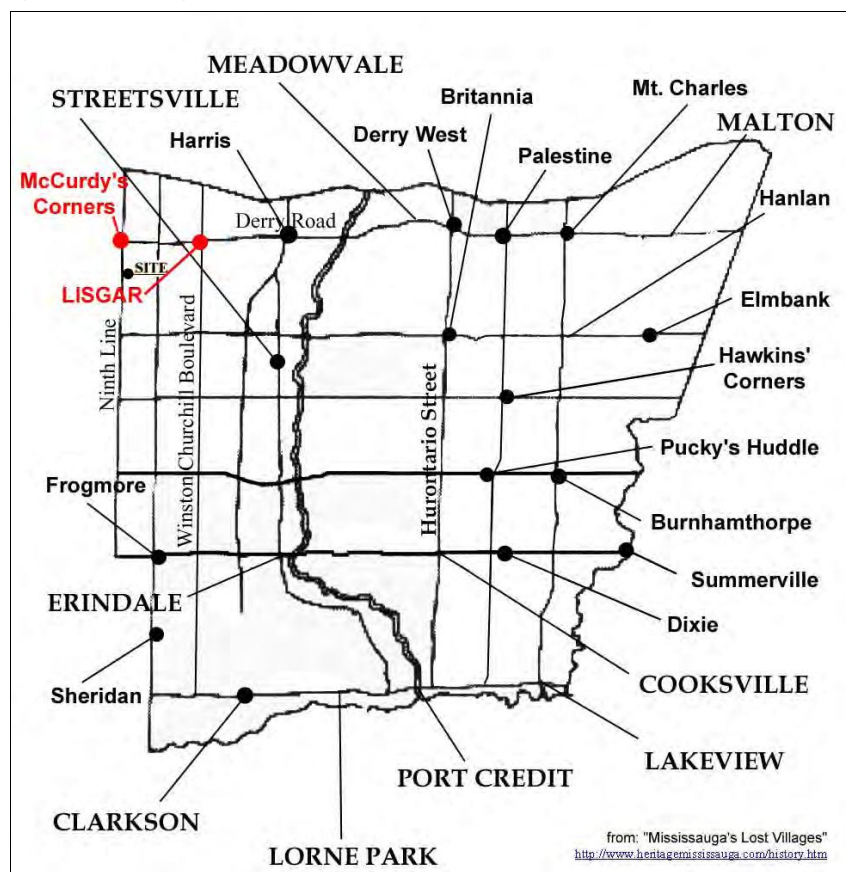 MEADOWVALE
STREETSVILLE
Britannia
Mt. Charles
Derry West
Harris
Palestine
MALTON
McCurdy's
Corners
Hanlan
Derry Road
SITE
LISGAR
Elmbank
Ninth Line
Winston Churchill Boulevard
Hurontario Street
Hawkins'
Corners
Pucky's Huddle
Frogmore
Burnhamthorpe
ERINDALE
Summerville
Dixie
Sheridan
COOKSVILLE
LAKEVIEW
PORT CREDIT
CLARKSON
LORNE PARK
from: "Mississauga's Lost Villages"
http://www.heritagemississauga.com/history.htm